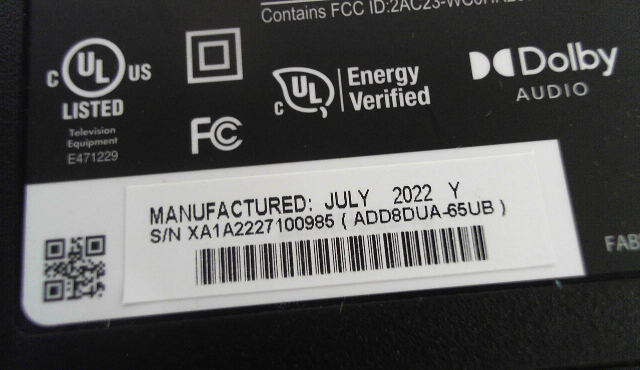 Contains FCC ID:2AC23-
C UL US
LISTED
Television
Equipment
E471229
FC
C UL
Energy
Verified
Dolby
AUDIO
MANUFACTURED: JULY 2022 Y
S/N XA1A2227100985 ( ADD8DUA-65UB )
FAB